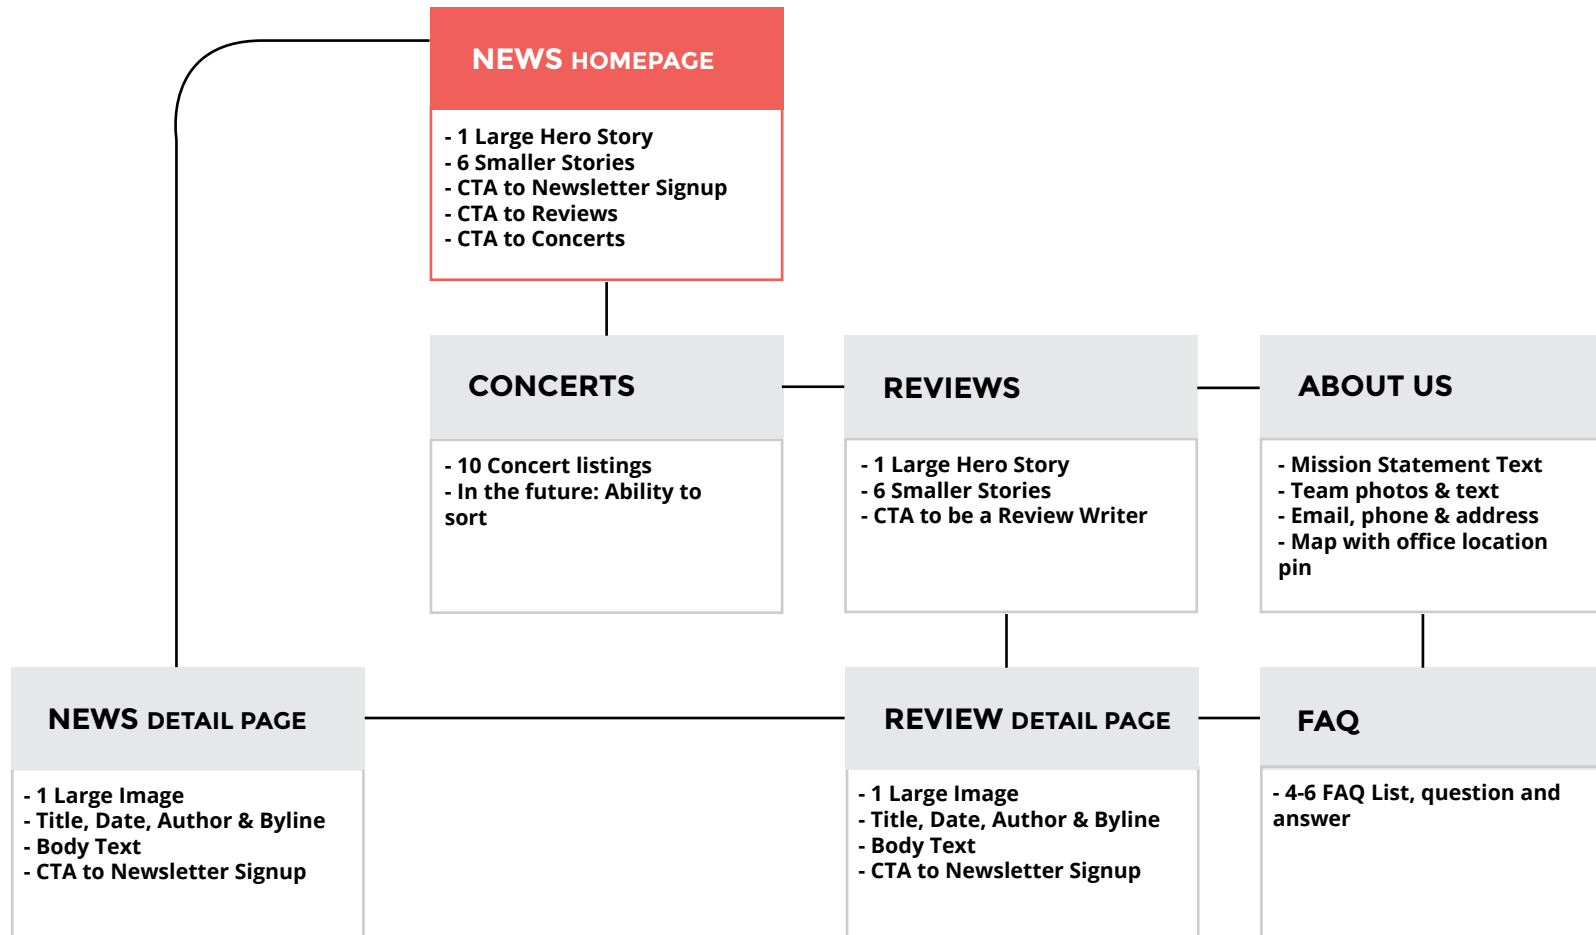 NEWS HOMEPAGE
- 1 Large Hero Story
- 6 Smaller Stories
- CTA to Newsletter Signup
- CTA to Reviews
- CTA to Concerts
CONCERTS
- 10 Concert listings
- In the future: Ability to
sort
REVIEWS
- 1 Large Hero Story
- 6 Smaller Stories
- CTA to be a Review Writer
ABOUT US
- Mission Statement Text
- Team photos & text
- Email, phone & address
- Map with office location
pin
NEWS DETAIL PAGE
- 1 Large Image
- Title, Date, Author & Byline
- Body Text
- CTA to Newsletter Signup
REVIEW DETAIL PAGE
- 1 Large Image
- Title, Date, Author & Byline
- Body Text
- CTA to Newsletter Signup
FAQ
- 4-6 FAQ List, question and
answer